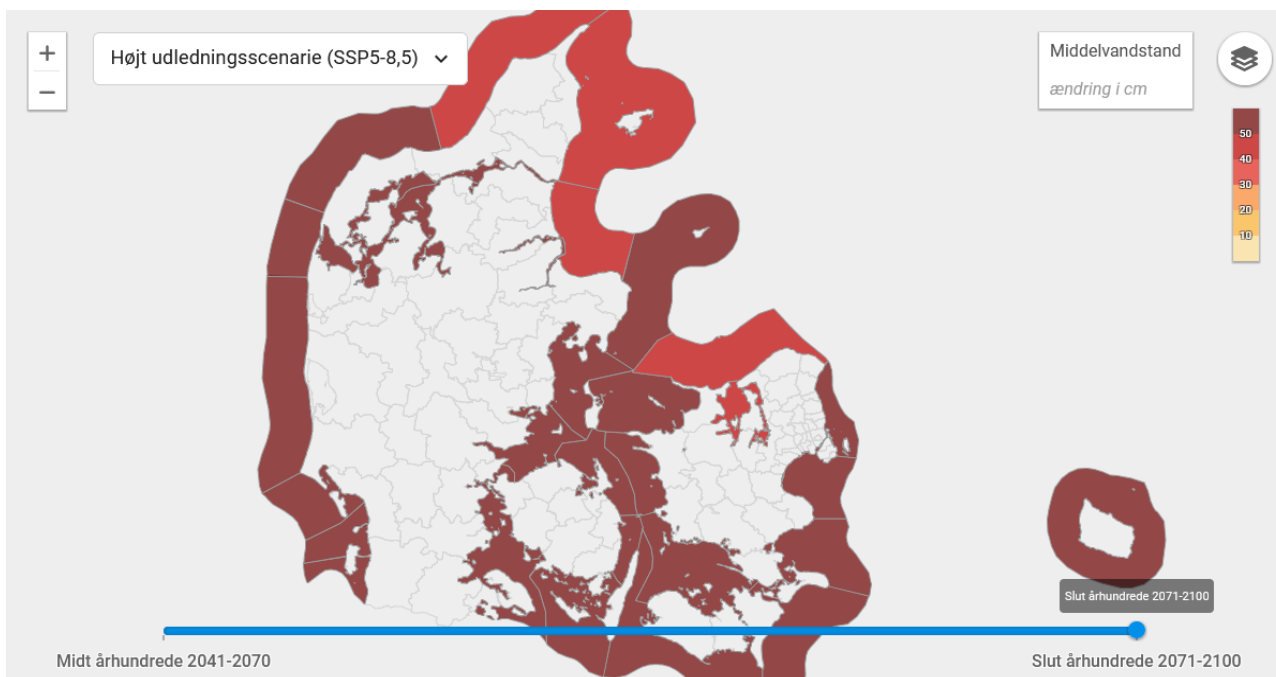 +
−
Højt udledningsscenarie (SSP5-8,5)
Middelvandstand
ændring i cm
50
40
30
20
10
Slut århundrede 2071-2100
Midt århundrede 2041-2070
Slut århundrede 2071-2100